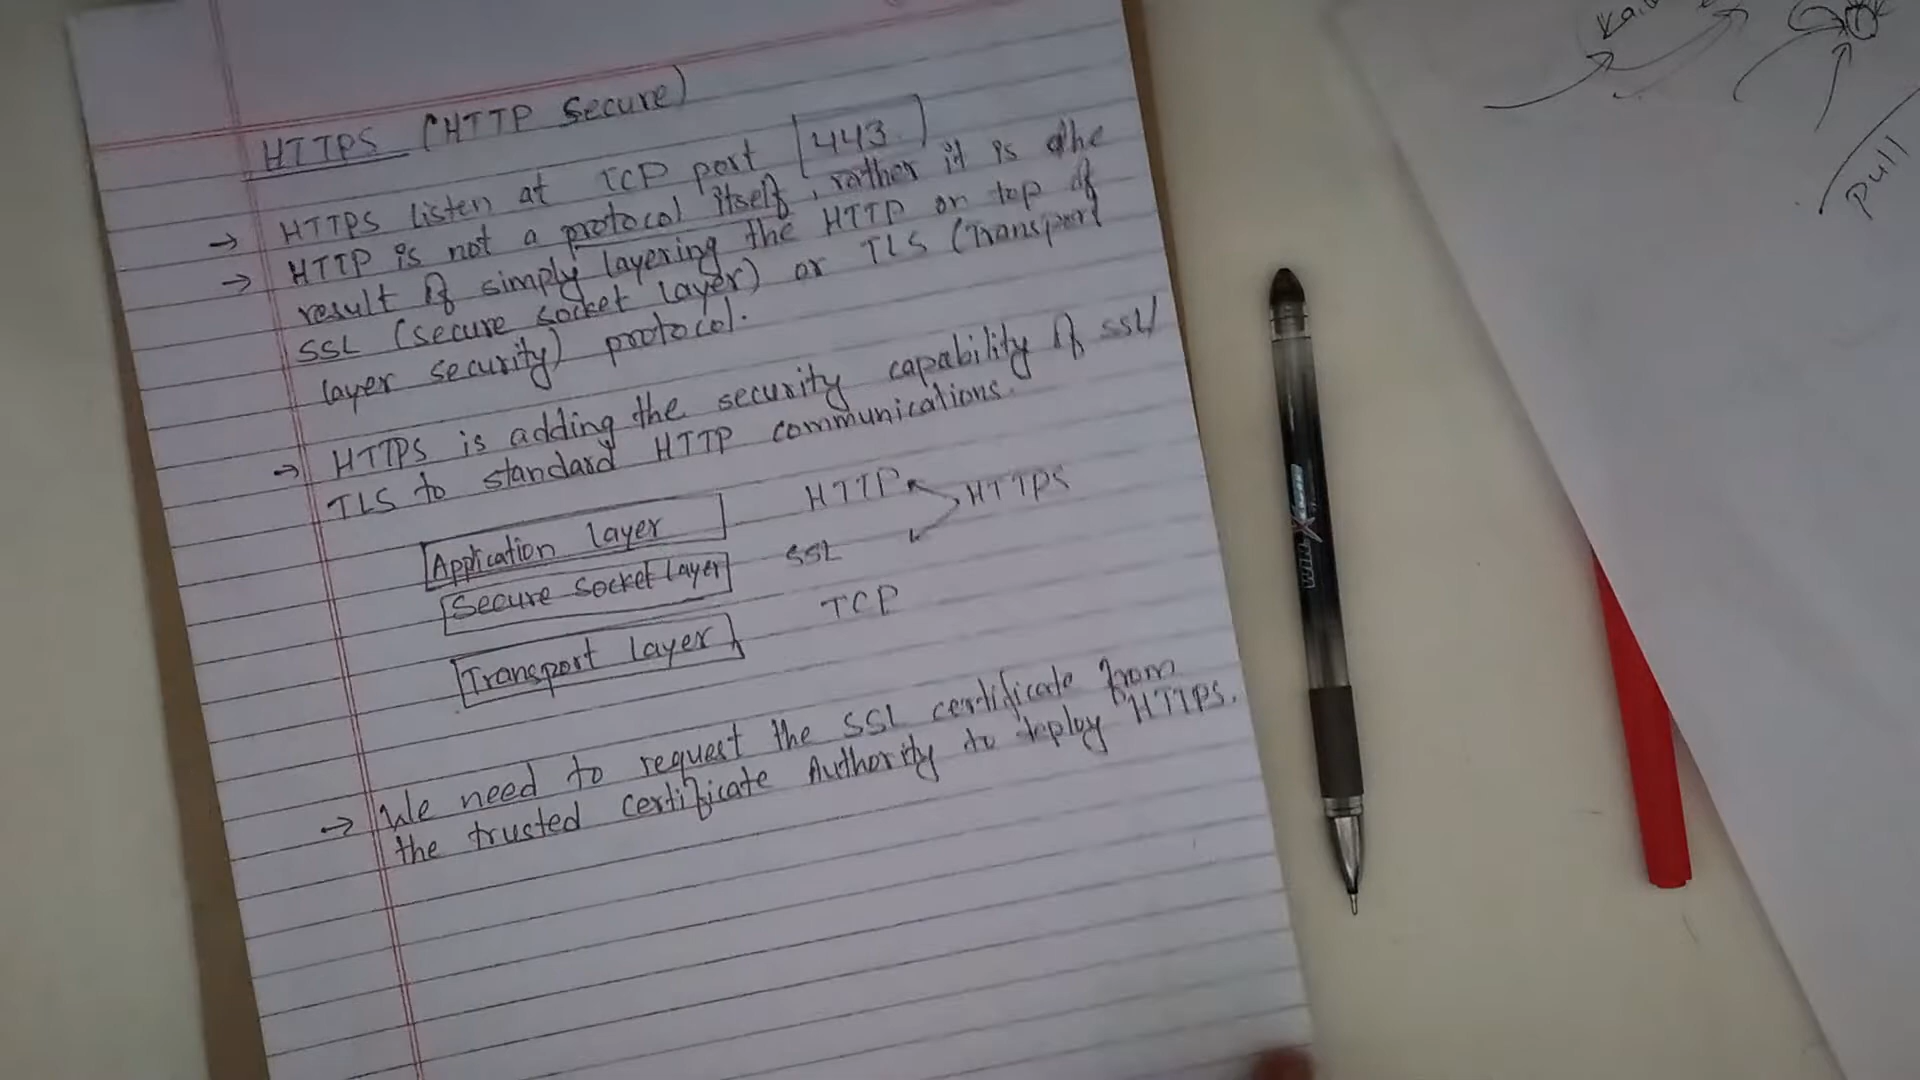 HTTPS (HTTP Secure)
→ HTTPS listen at TCP port [443]
→ HTTP is not a protocol itself, rather it is the
result of simply layering the HTTP on top of
SSL (secure socket layer) or TLS (Transport
layer security) protocol.
→ HTTPS is adding the security capability of SSL/
TLS to standard HTTP communications.
Application layer HTTP HTTPS
Secure socket layer SSL
Transport layer TCP
→ We need to request the SSL certificate from
the trusted certificate Authority to deploy HTTPS.
Pull